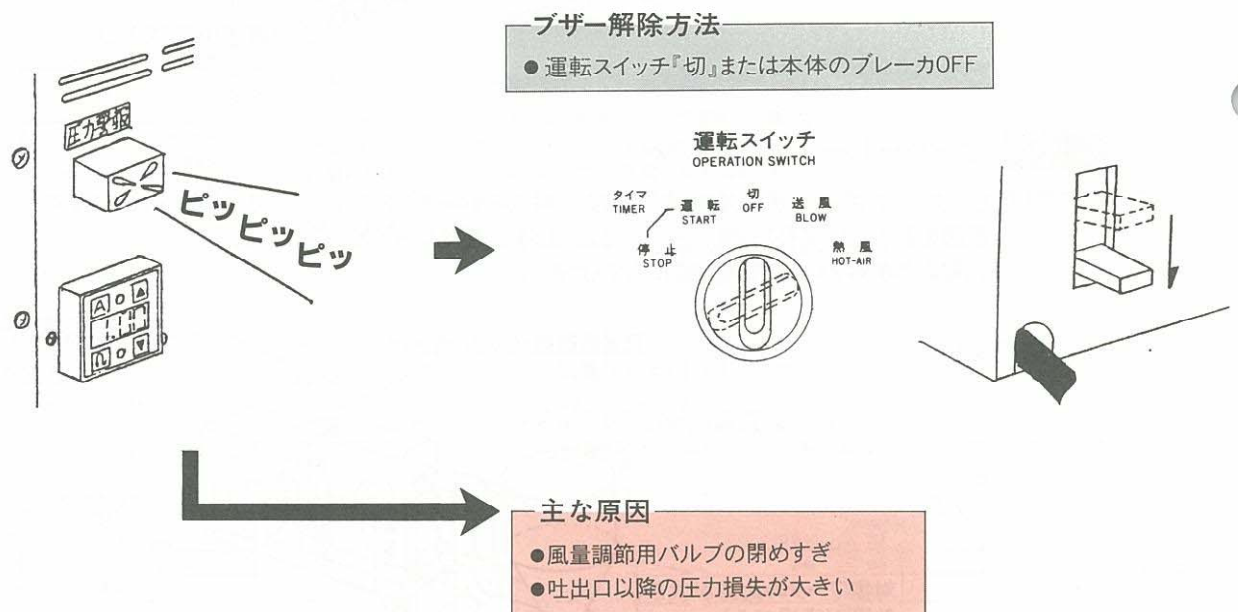 ブザー解除方法
●運転スイッチ『切』または本体のブレーカOFF
圧力警報
ピッピッピッ
運転スイッチ
OPERATION SWITCH
タイマ
TIMER
運転
START
切
OFF
送風
BLOW
停止
STOP
熱風
HOT-AIR
A
主な原因
●風量調節用バルブの閉めすぎ
●吐出口以降の圧力損失が大きい